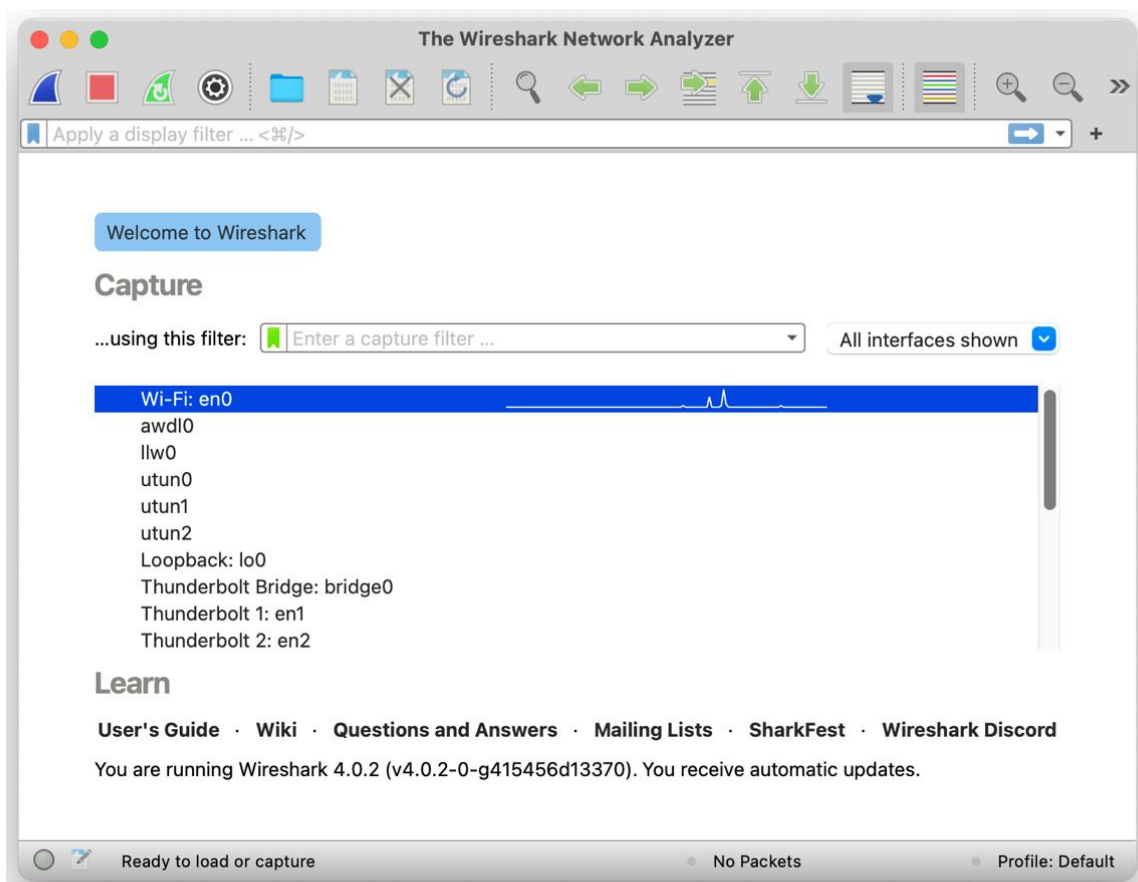 The Wireshark Network Analyzer
Apply a display filter ... <⌘/>
Welcome to Wireshark
Capture
...using this filter: Enter a capture filter ... All interfaces shown
Wi-Fi: en0
awdl0
llw0
utun0
utun1
utun2
Loopback: lo0
Thunderbolt Bridge: bridge0
Thunderbolt 1: en1
Thunderbolt 2: en2
Learn
User's Guide · Wiki · Questions and Answers · Mailing Lists · SharkFest · Wireshark Discord
You are running Wireshark 4.0.2 (v4.0.2-0-g415456d13370). You receive automatic updates.
Ready to load or capture No Packets Profile: Default